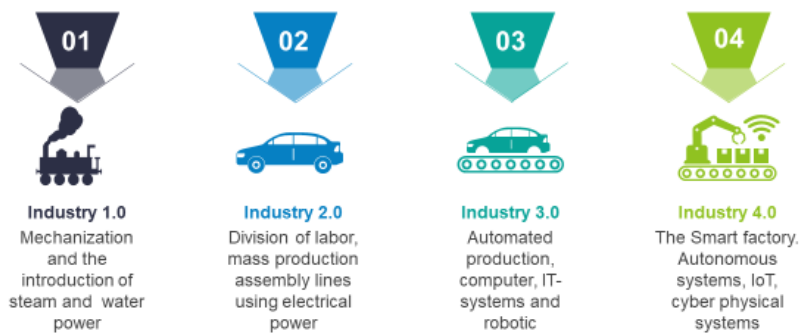 01
02
03
04
Industry 1.0
Mechanization
and the
introduction of
steam and water
power
Industry 2.0
Division of labor,
mass production
assembly lines
using electrical
power
Industry 3.0
Automated
production,
computer, IT-
systems and
robotic
Industry 4.0
The Smart factory.
Autonomous
systems, IoT,
cyber physical
systems